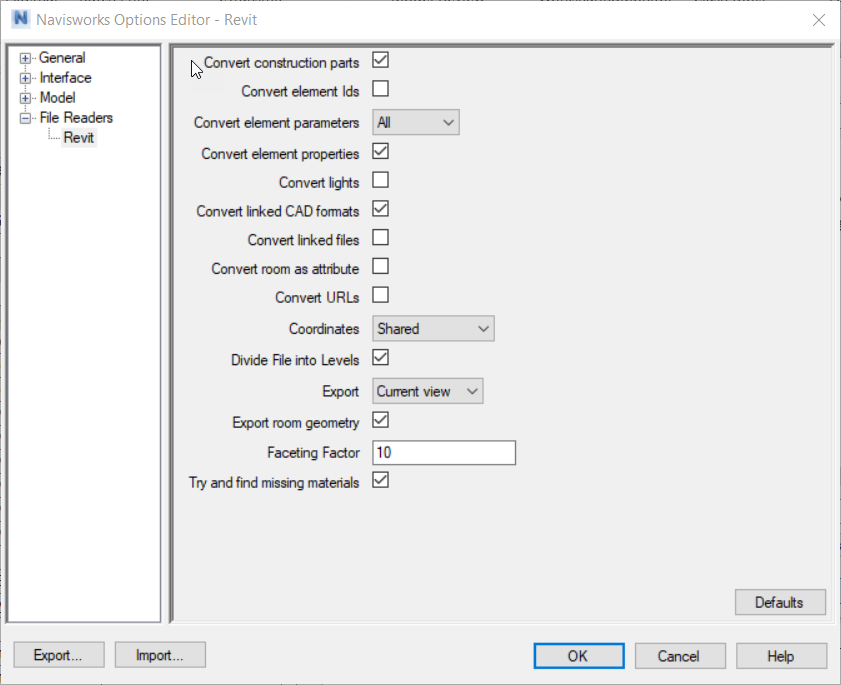 N Navisworks Options Editor - Revit
General
Interface
Model
File Readers
Revit
Convert construction parts
Convert element Ids
Convert element parameters All
Convert element properties
Convert lights
Convert linked CAD formats
Convert linked files
Convert room as attribute
Convert URLs
Coordinates Shared
Divide File into Levels
Export Current view
Export room geometry
Faceting Factor 10
Try and find missing materials
Defaults
Export... Import... OK Cancel Help